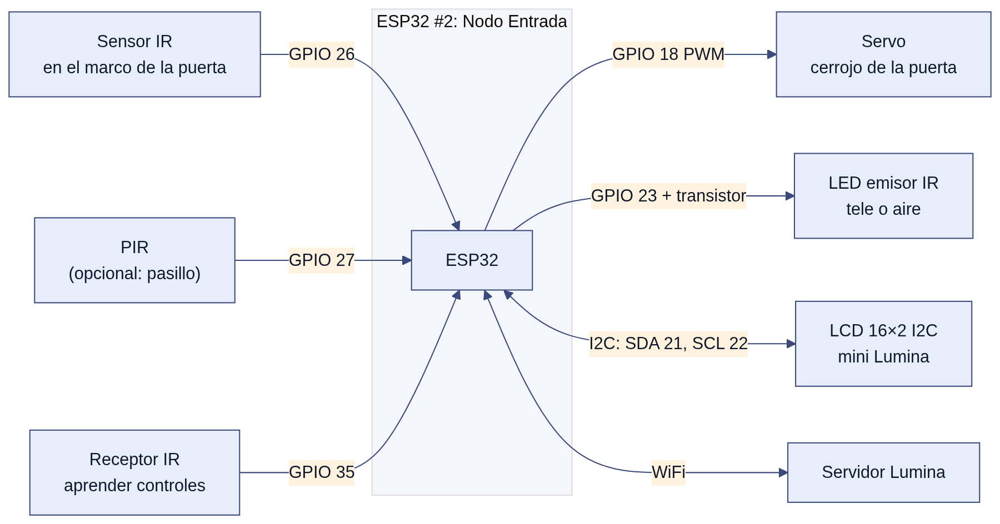 ESP32 #2: Nodo Entrada
Sensor IR
en el marco de la puerta
GPIO 26
GPIO 18 PWM
Servo
cerrojo de la puerta
GPIO 23 + transistor
LED emisor IR
tele o aire
PIR
(opcional: pasillo)
GPIO 27
ESP32
I2C: SDA 21, SCL 22
LCD 16×2 I2C
mini Lumina
Receptor IR
aprender controles
GPIO 35
WiFi
Servidor Lumina